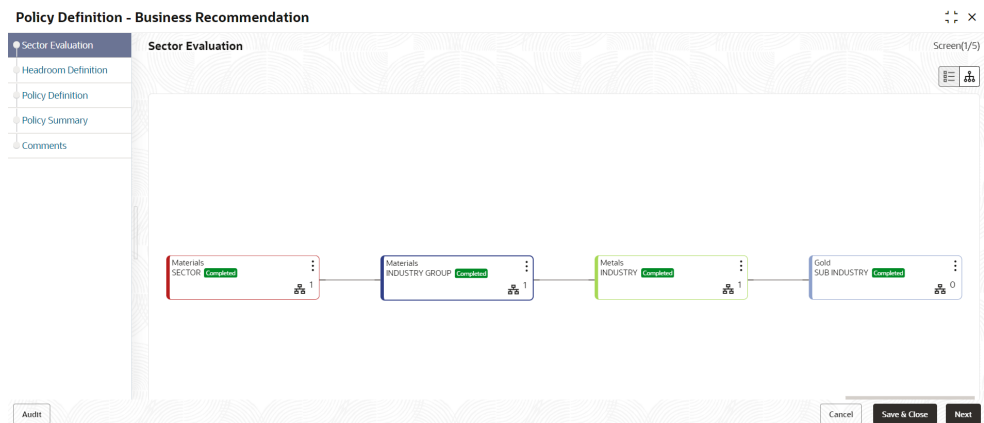 Policy Definition - Business Recommendation
Sector Evaluation
Headroom Definition
Policy Definition
Policy Summary
Comments
Sector Evaluation
Screen(1/5)
Materials
SECTOR Completed
1
Materials
INDUSTRY GROUP Completed
1
Metals
INDUSTRY Completed
1
Gold
SUB INDUSTRY Completed
0
Audit
Cancel
Save & Close
Next